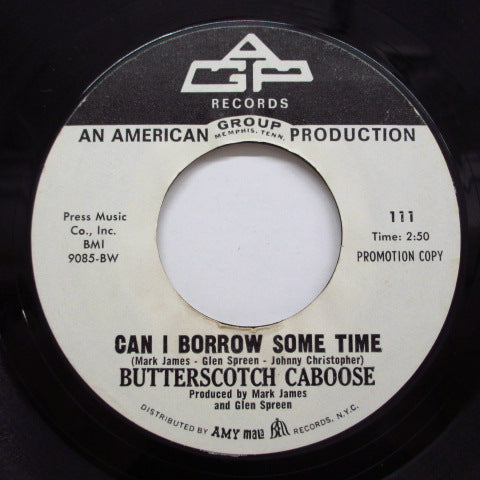 AGP
RECORDS
AN AMERICAN GROUP PRODUCTION
MEMPHIS, TENN.
Press Music
Co., Inc.
BMI
9085-BW
111
Time: 2:50
PROMOTION COPY
CAN I BORROW SOME TIME
(Mark James - Glen Spreen - Johnny Christopher)
BUTTERSCOTCH CABOOSE
Produced by Mark James
and Glen Spreen
DISTRIBUTED BY AMY mala Bell RECORDS, N.Y.C.